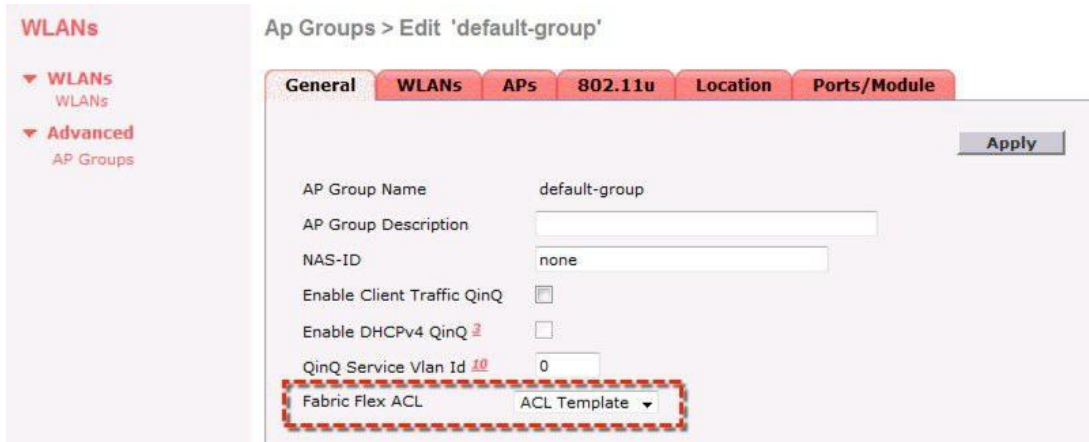 WLANs
WLANs
WLANs
Advanced
AP Groups
Ap Groups > Edit 'default-group'
General WLANs APs 802.11u Location Ports/Module
Apply
AP Group Name default-group
AP Group Description
NAS-ID none
Enable Client Traffic QinQ
Enable DHCPv4 QinQ 3
QinQ Service Vlan Id 10 0
Fabric Flex ACL ACL Template